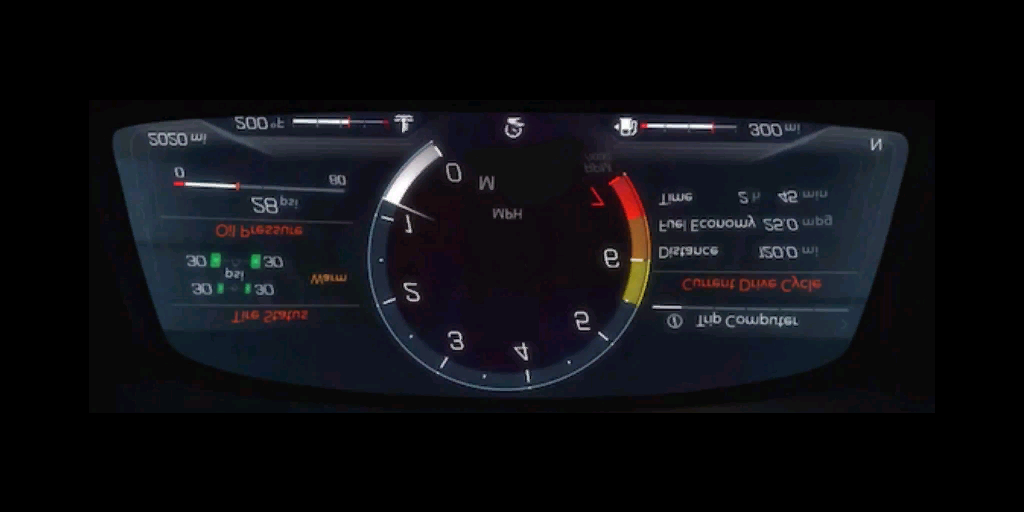 Tire Status
30 30
psi
30 30
Warm
Oil Pressure
28 psi
0 80
2020 mi
200 °F
3
4
2
5
1
6
0
7
MPH
RPM
Trip Computer
Current Drive Cycle
Distance 120.0 mi
Fuel Economy 25.0 mpg
Time 2 h 45 min
N
300 mi